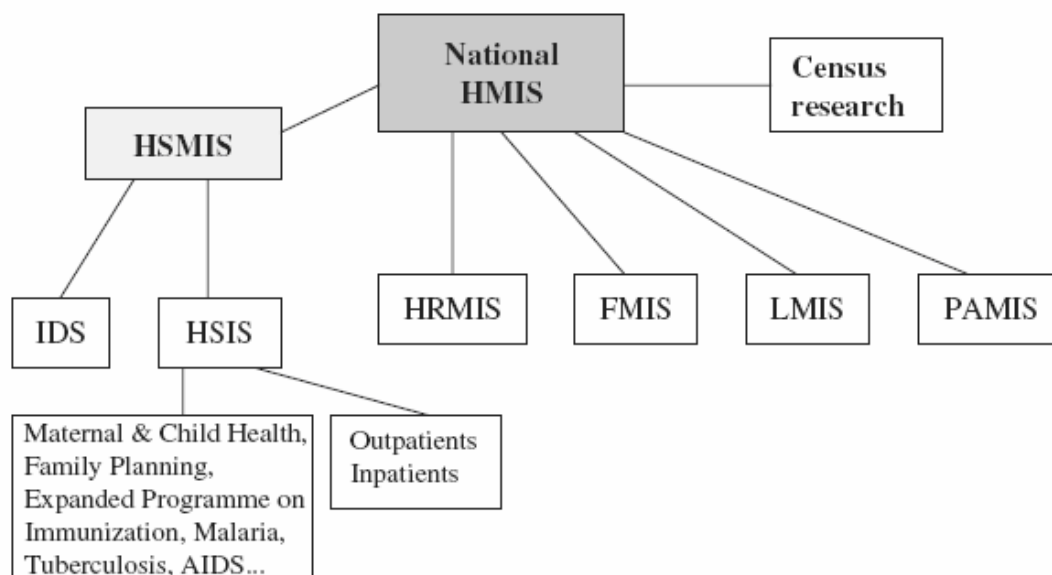 National
HMIS
Census
research
HSMIS
IDS
HSIS
HRMIS
FMIS
LMIS
PAMIS
Maternal & Child Health,
Family Planning,
Expanded Programme on
Immunization, Malaria,
Tuberculosis, AIDS...
Outpatients
Inpatients